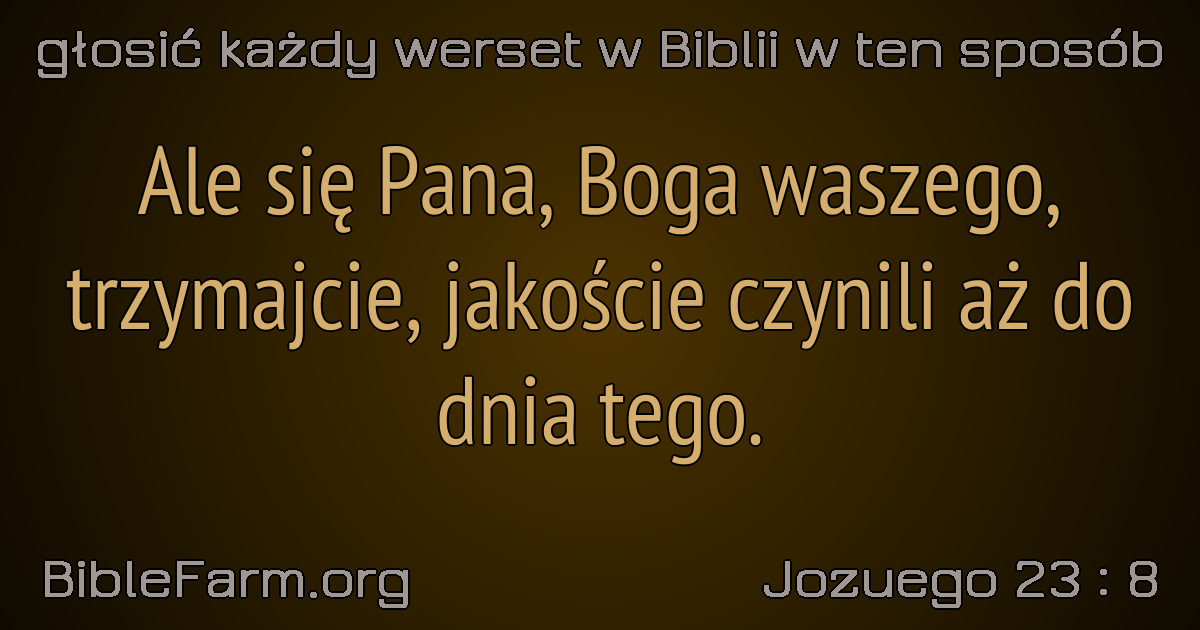 głosić każdy werset w Biblii w ten sposób
Ale się Pana, Boga waszego,
trzymajcie, jakoście czynili aż do
dnia tego.
BibleFarm.org
Jozuego 23 : 8